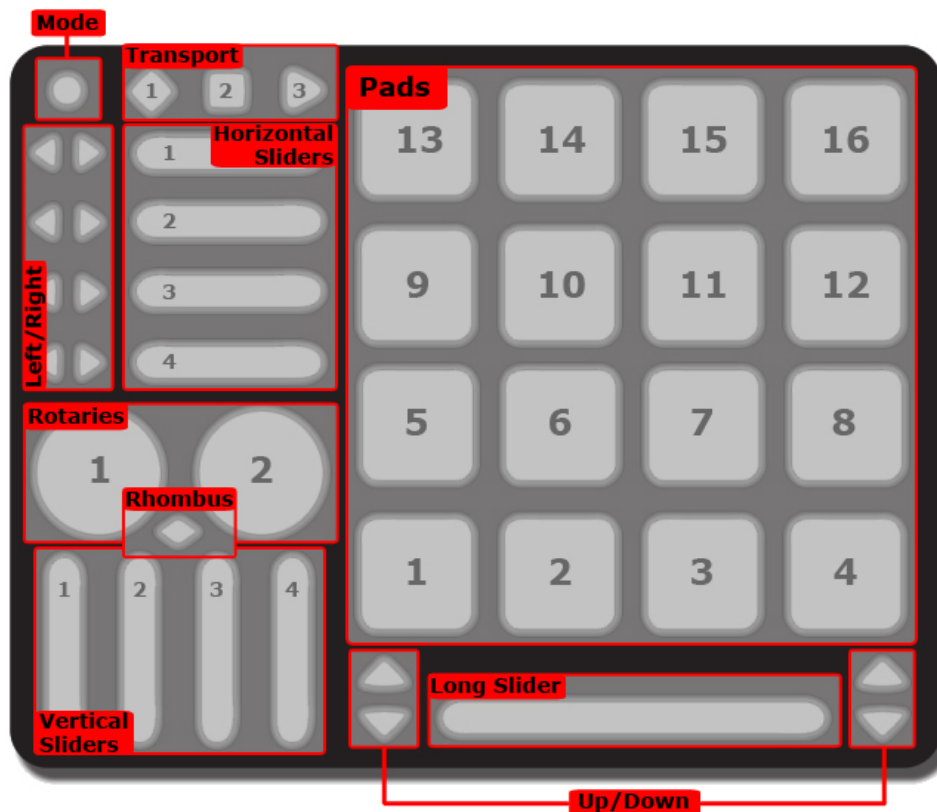 Mode
Transport
1 2 3
Pads
Horizontal
Sliders
1
2
3
4
Left/Right
13 14 15 16
9 10 11 12
5 6 7 8
1 2 3 4
Rotaries
1 2
Rhombus
1 2 3 4
Vertical
Sliders
Long Slider
Up/Down